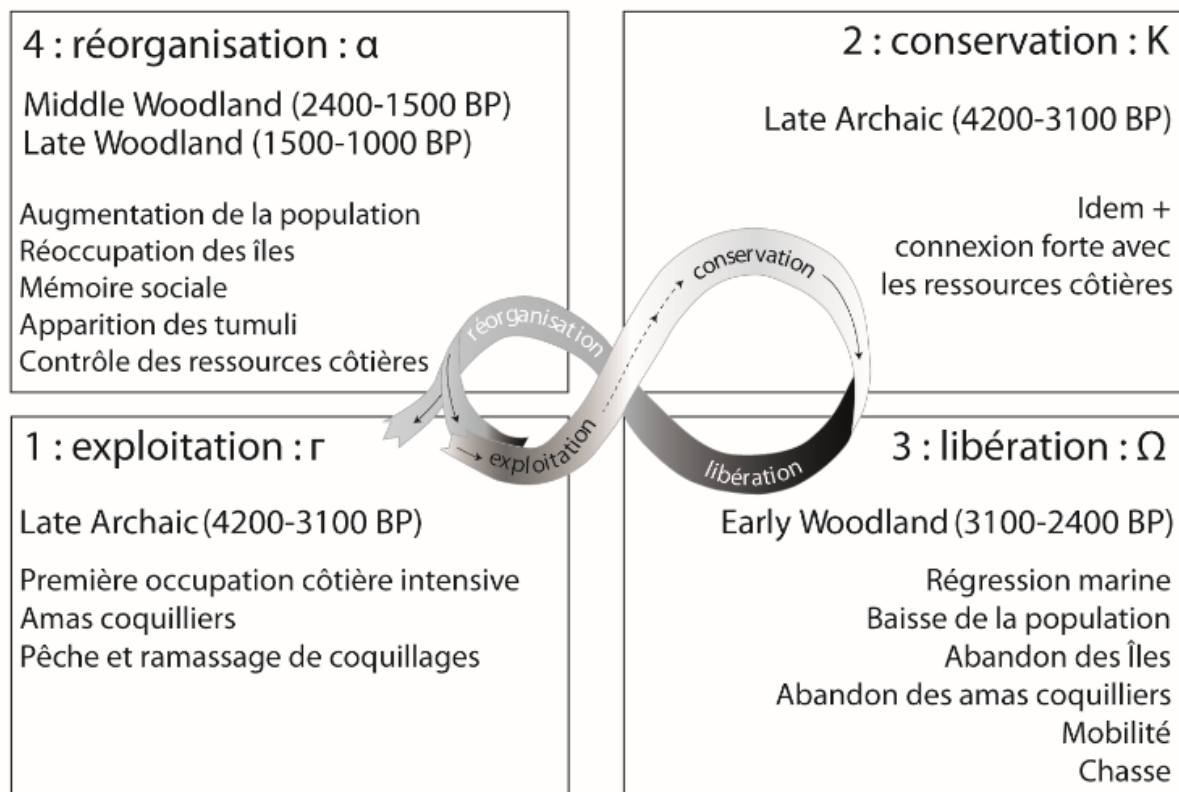 4 : réorganisation : α
Middle Woodland (2400-1500 BP)
Late Woodland (1500-1000 BP)
Augmentation de la population
Réoccupation des îles
Mémoire sociale
Apparition des tumuli
Contrôle des ressources côtières
2 : conservation : K
Late Archaic (4200-3100 BP)
Idem +
connexion forte avec
les ressources côtières
réorganisation
conservation
exploitation
libération
1 : exploitation : r
Late Archaic (4200-3100 BP)
Première occupation côtière intensive
Amas coquilliers
Pêche et ramassage de coquillages
3 : libération : Ω
Early Woodland (3100-2400 BP)
Régression marine
Baisse de la population
Abandon des Îles
Abandon des amas coquilliers
Mobilité
Chasse